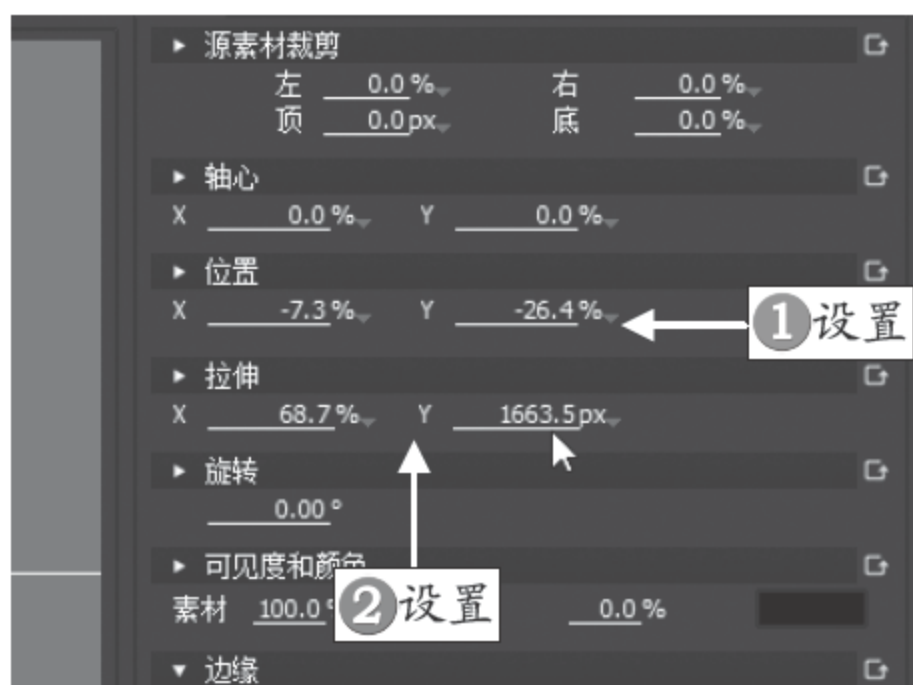 源素材裁剪
左 0.0% 右 0.0%
顶 0.0px 底 0.0%
轴心
X 0.0% Y 0.0%
位置
X -7.3% Y -26.4%
1 设置
拉伸
X 68.7% Y 1663.5px
旋转
0.00°
可见度和颜色
素材 100.0 0.0%
2 设置
边缘